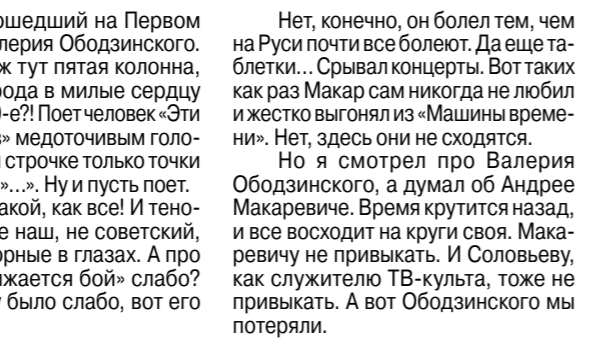 ошедший на Первом
лерия Ободзинского.
ж тут пятая колонна,
рода в милые сердцу
-е?! Поет человек «Эти
» медоточивым голо-
строчке только точки
»...». Ну и пусть поет.
акой, как все! И тено-
е наш, не советский,
орные в глазах. А про
жается бой» слабо?
было слабо, вот его
Нет, конечно, он болел тем, чем
на Руси почти все болеют. Да еще та-
блетки... Срывал концерты. Вот таких
как раз Макар сам никогда не любил
и жестко выгонял из «Машины време-
ни». Нет, здесь они не сходятся.
Но я смотрел про Валерия
Ободзинского, а думал об Андрее
Макаревиче. Время крутится назад,
и все восходит на круги своя. Мака-
ревичу не привыкать. И Соловьеву,
как служителю ТВ-культа, тоже не
привыкать. А вот Ободзинского мы
потеряли.